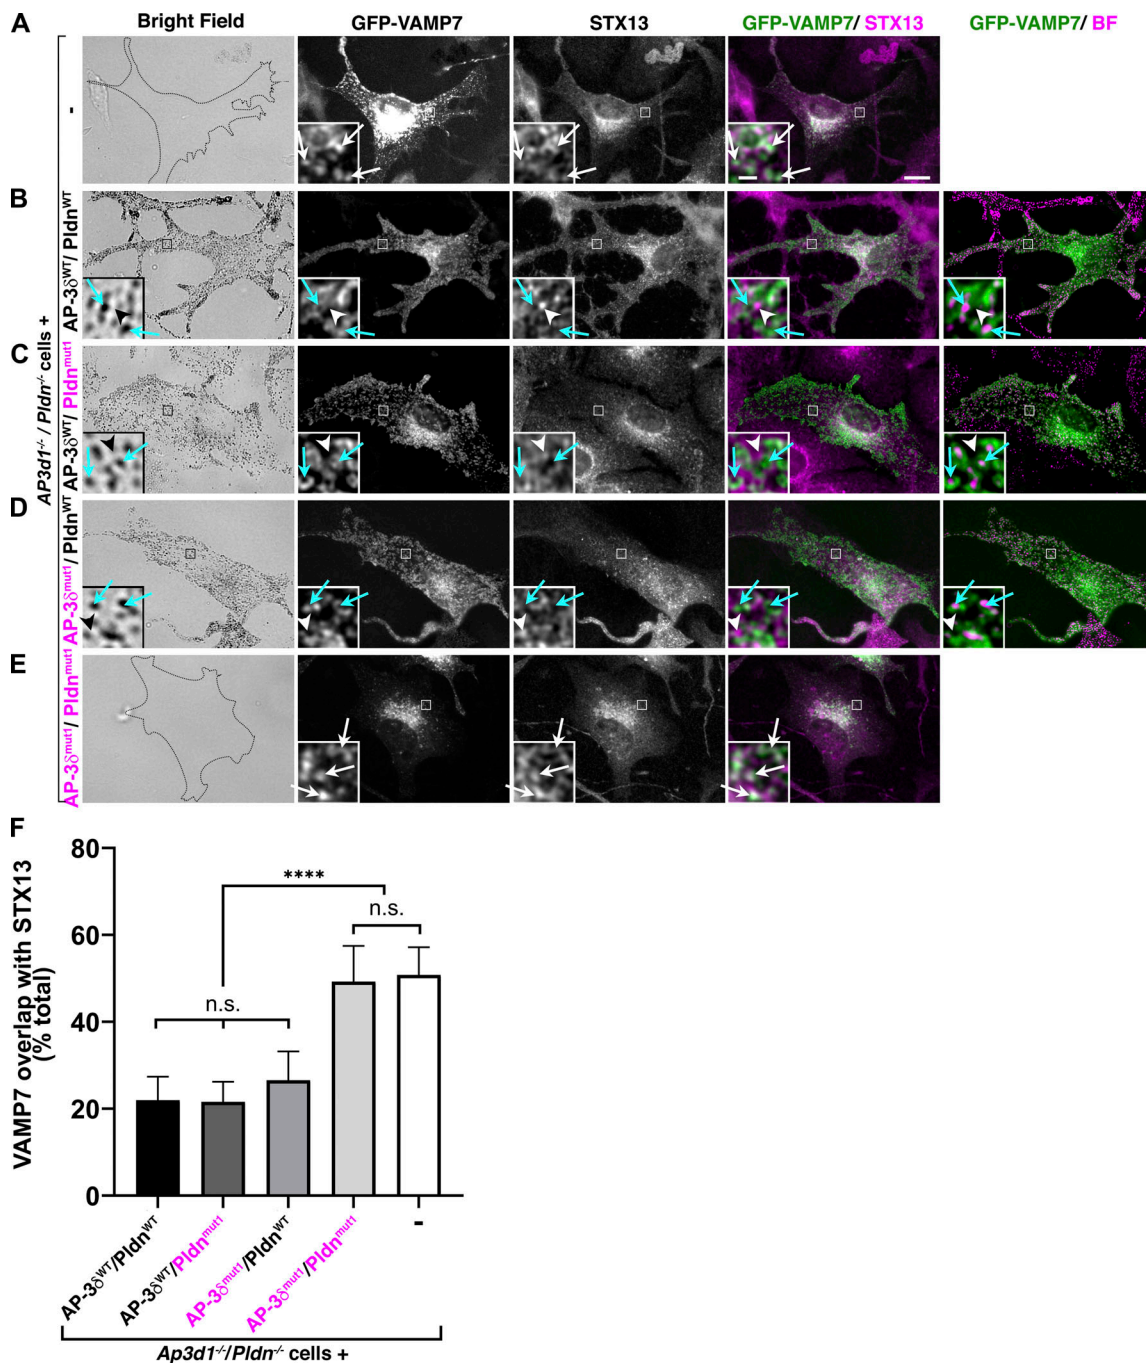 A
Bright Field
GFP-VAMP7
STX13
GFP-VAMP7/ STX13
GFP-VAMP7/ BF
Ap3d1-/- / Pldn-/- cells +
-
B
AP-3δWT/ PldnWT
C
AP-3δWT/ Pldnmut1
D
AP-3δmut1/ PldnWT
E
AP-3δmut1/ Pldnmut1
F
VAMP7 overlap with STX13
(% total)
80
60
40
20
0
****
n.s.
n.s.
AP-3δWT/PldnWT
AP-3δWT/Pldnmut1
AP-3δmut1/PldnWT
AP-3δmut1/Pldnmut1
-
Ap3d1-/-/Pldn-/- cells +